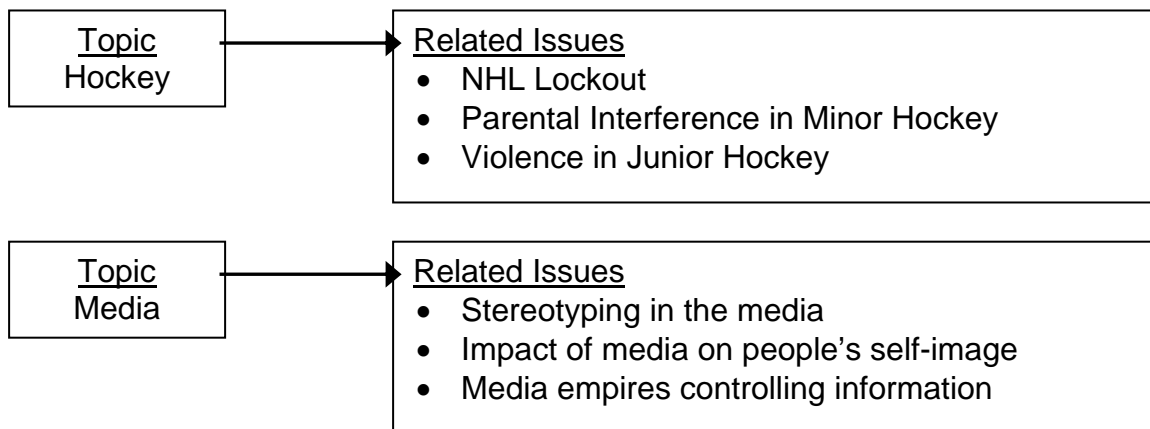 Topic
Hockey
Related Issues
• NHL Lockout
• Parental Interference in Minor Hockey
• Violence in Junior Hockey
Topic
Media
Related Issues
• Stereotyping in the media
• Impact of media on people’s self-image
• Media empires controlling information